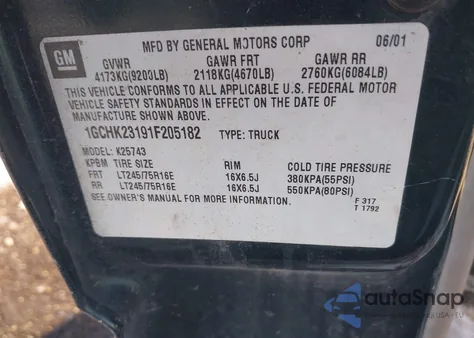 GM
MFD BY GENERAL MOTORS CORP 06/01
GVWR GAWR FRT GAWR RR
4173KG(9200LB) 2118KG(4670LB) 2760KG(6084LB)
THIS VEHICLE CONFORMS TO ALL APPLICABLE U.S. FEDERAL MOTOR
VEHICLE SAFETY STANDARDS IN EFFECT ON THE DATE OF
MANUFACTURE SHOWN ABOVE.
1GCHK23191F205182 TYPE: TRUCK
MODEL: K25743
KPBM TIRE SIZE RIM COLD TIRE PRESSURE
FRT LT245/75R16E 16X6.5J 380KPA(55PSI)
RR LT245/75R16E 16X6.5J 550KPA(80PSI)
SEE OWNER'S MANUAL FOR MORE INFORMATION. F 317
T 1792
autoSnap